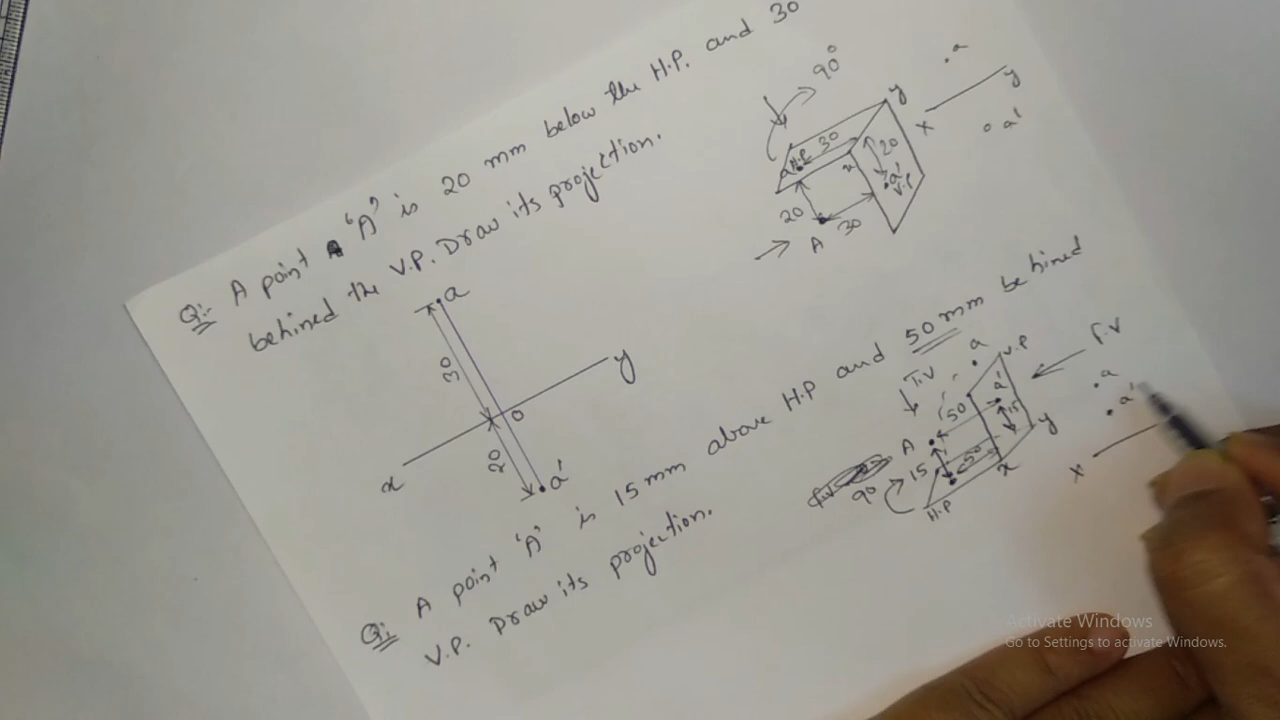 Q:- A point A 'A' is 20 mm below the H.P. and 30
behined the V.P. Draw its projection.
90°
H.P
30
a
x
y
20
a'
V.P
20
A
30
a
x
y
a'
a
30
o
x
y
20
a'
Q:- A point 'A' is 15 mm above H.P and 50 mm behined
V.P. Draw its projection.
T.V
a
V.P
F.V
50
a'
A
15
15
50
90
H.P
x
y
a
a'
x
Activate Windows
Go to Settings to activate Windows.